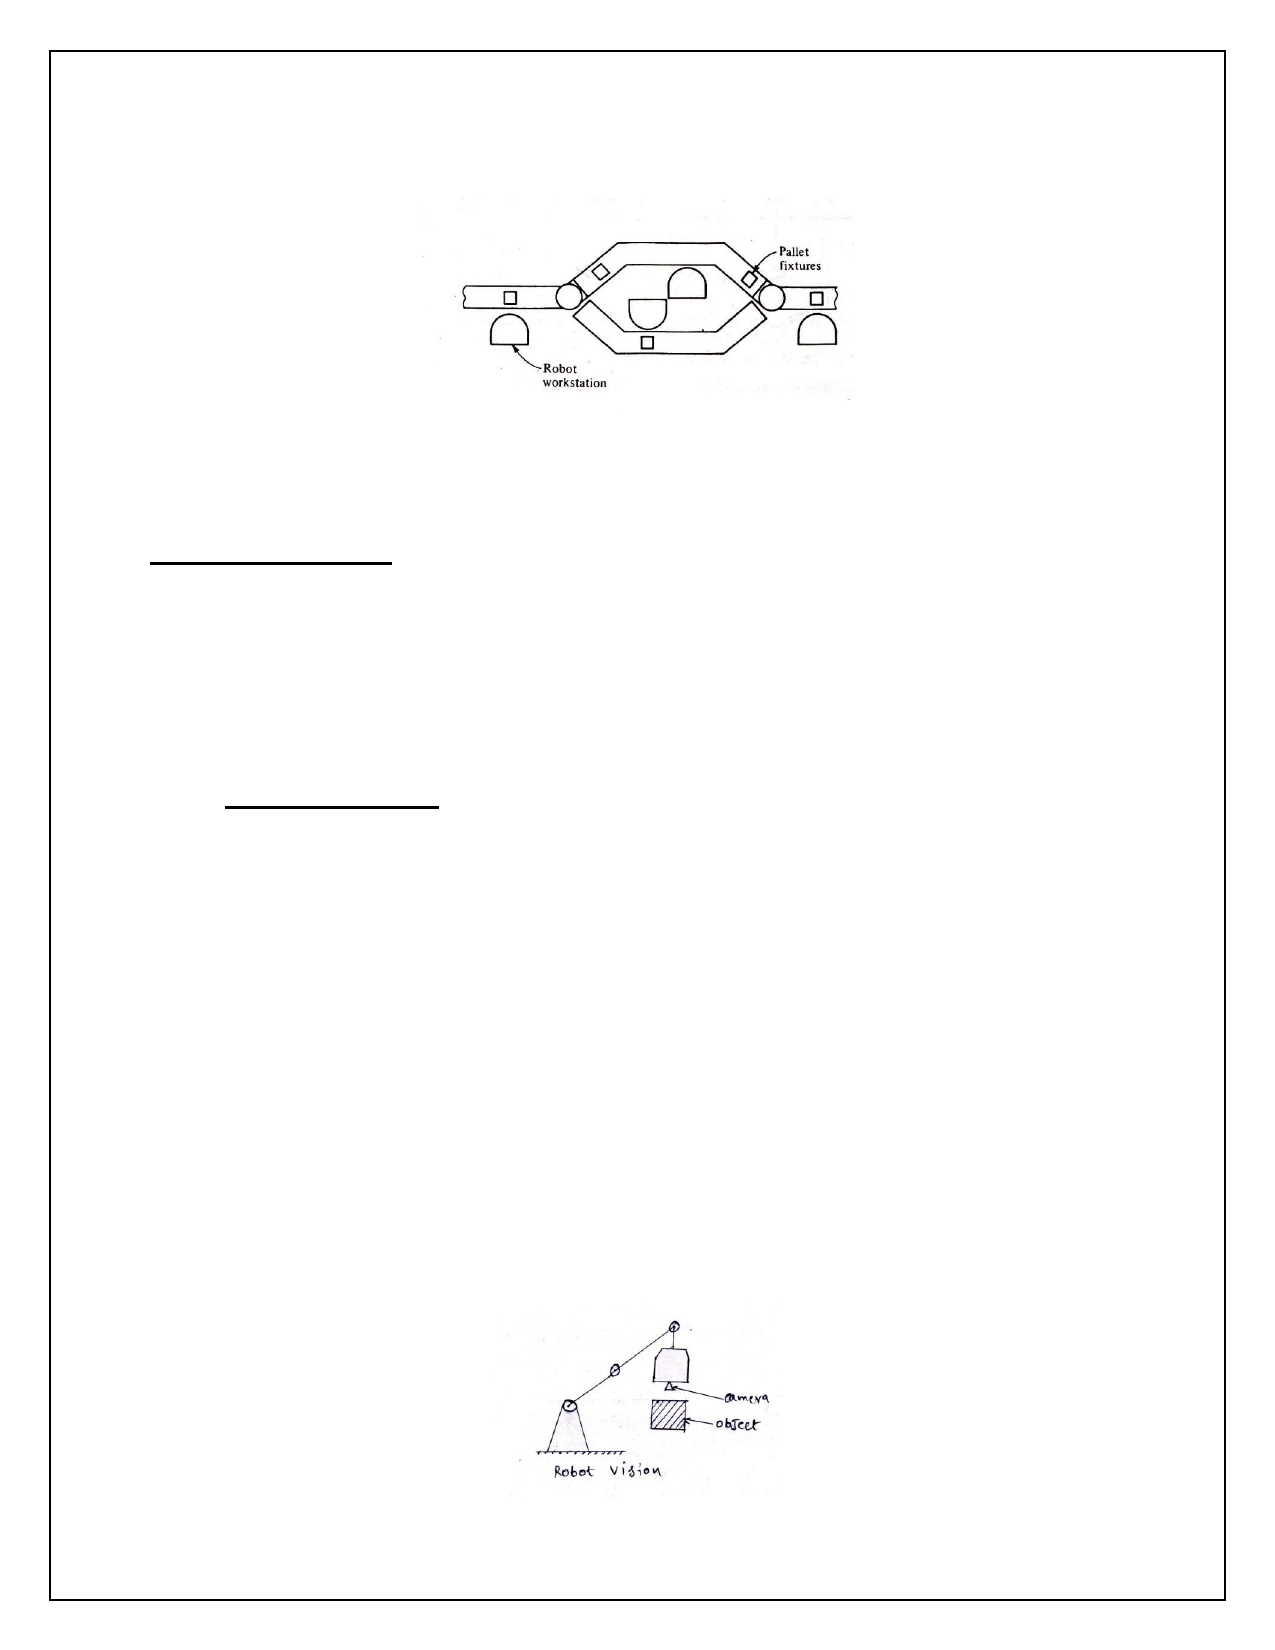 Pallet
fixtures
Robot
workstation
camera
object
Robot Vision